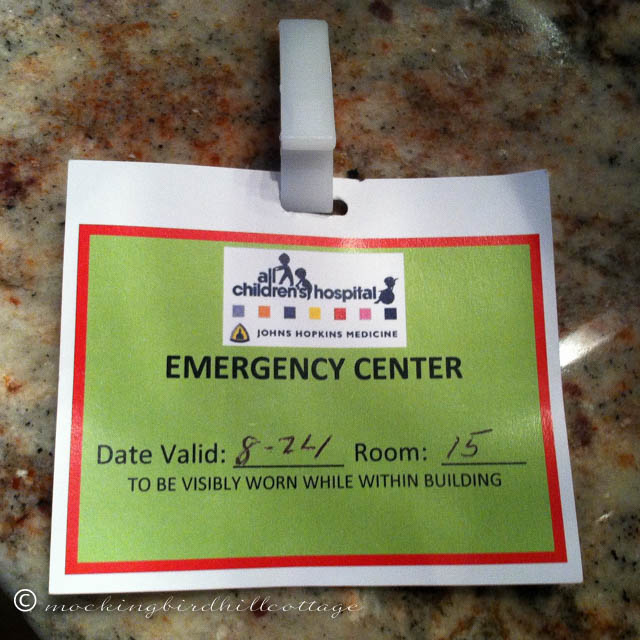 all
children's hospital
JOHNS HOPKINS MEDICINE
EMERGENCY CENTER
Date Valid: 8-24 Room: 15
TO BE VISIBLY WORN WHILE WITHIN BUILDING
© mockingbirdhillcottage